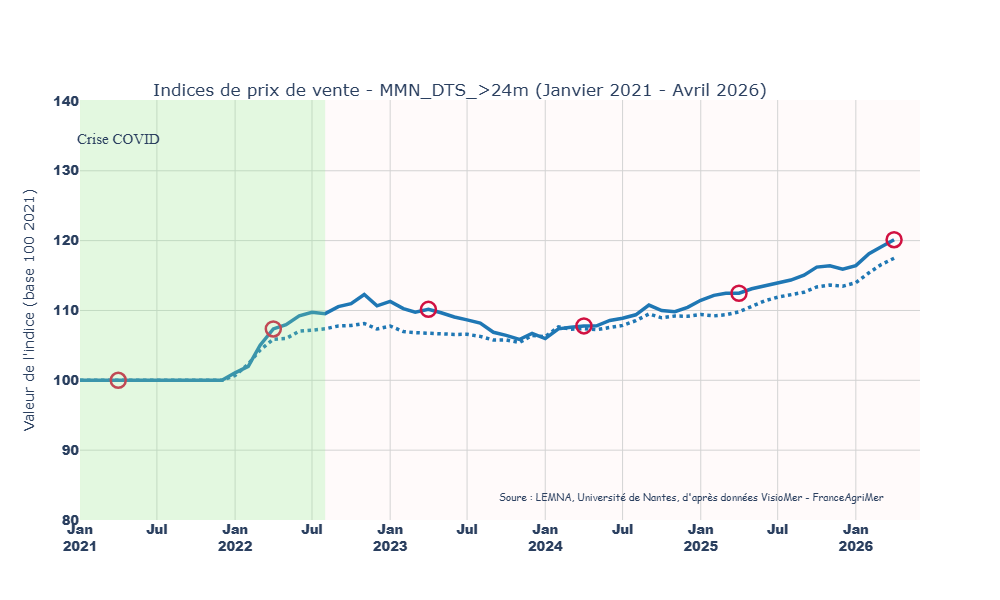 Indices de prix de vente - MMN_DTS_>24m (Janvier 2021 - Avril 2026)
Valeur de l'indice (base 100 2021)
140
130
120
110
100
90
80
Crise COVID
Soure : LEMNA, Université de Nantes, d'après données VisioMer - FranceAgriMer
Jan Jul Jan Jul Jan Jul Jan Jul Jan Jul Jan
2021 2022 2023 2024 2025 2026